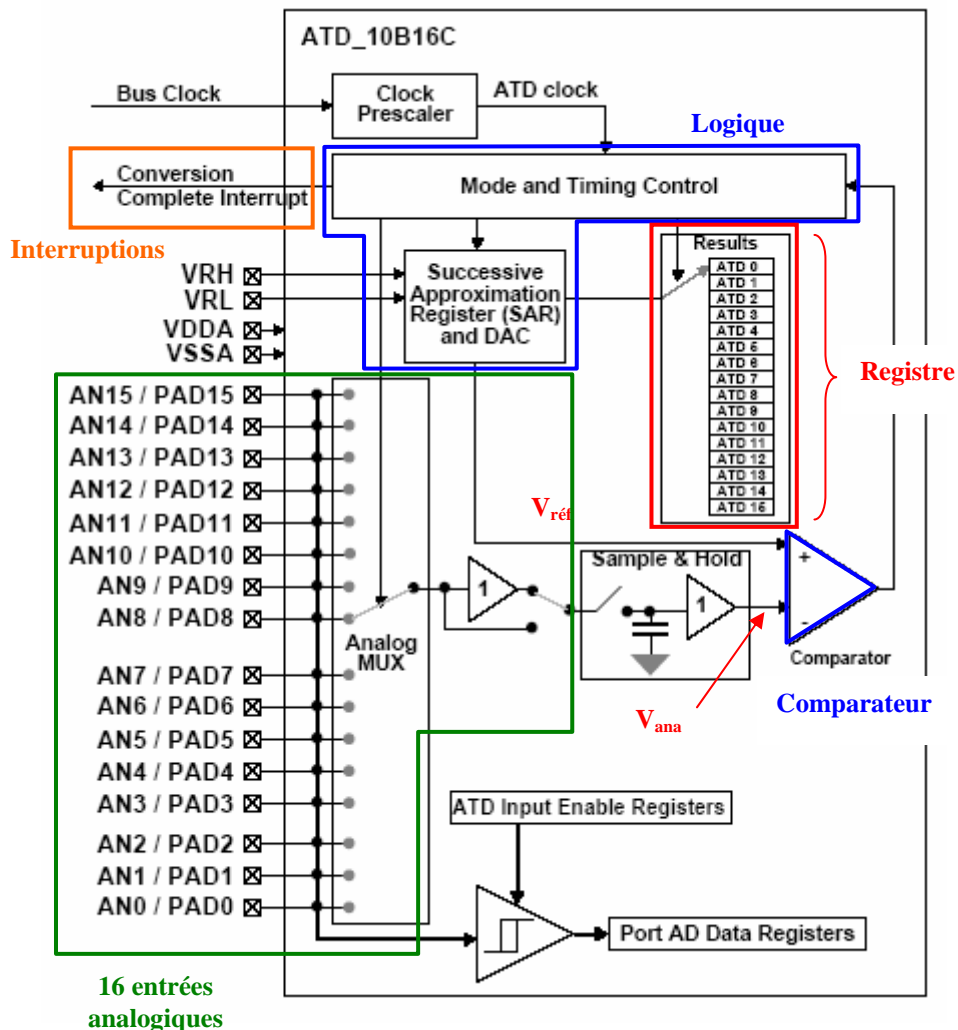 ATD_10B16C
Bus Clock
Clock
Prescaler
ATD clock
Logique
Conversion
Complete Interrupt
Mode and Timing Control
Interruptions
Results
VRH
VRL
VDDA
VSSA
Successive
Approximation
Register (SAR)
and DAC
ATD 0
ATD 1
ATD 2
ATD 3
ATD 4
ATD 5
ATD 6
ATD 7
ATD 8
ATD 9
ATD 10
ATD 11
ATD 12
ATD 13
ATD 14
ATD 15
Registre
AN15 / PAD15
AN14 / PAD14
AN13 / PAD13
AN12 / PAD12
AN11 / PAD11
AN10 / PAD10
AN9 / PAD9
AN8 / PAD8
AN7 / PAD7
AN6 / PAD6
AN5 / PAD5
AN4 / PAD4
AN3 / PAD3
AN2 / PAD2
AN1 / PAD1
AN0 / PAD0
Analog
MUX
1
Vréf
Sample & Hold
1
+
-
Comparator
Vana
Comparateur
ATD Input Enable Registers
Port AD Data Registers
16 entrées
analogiques